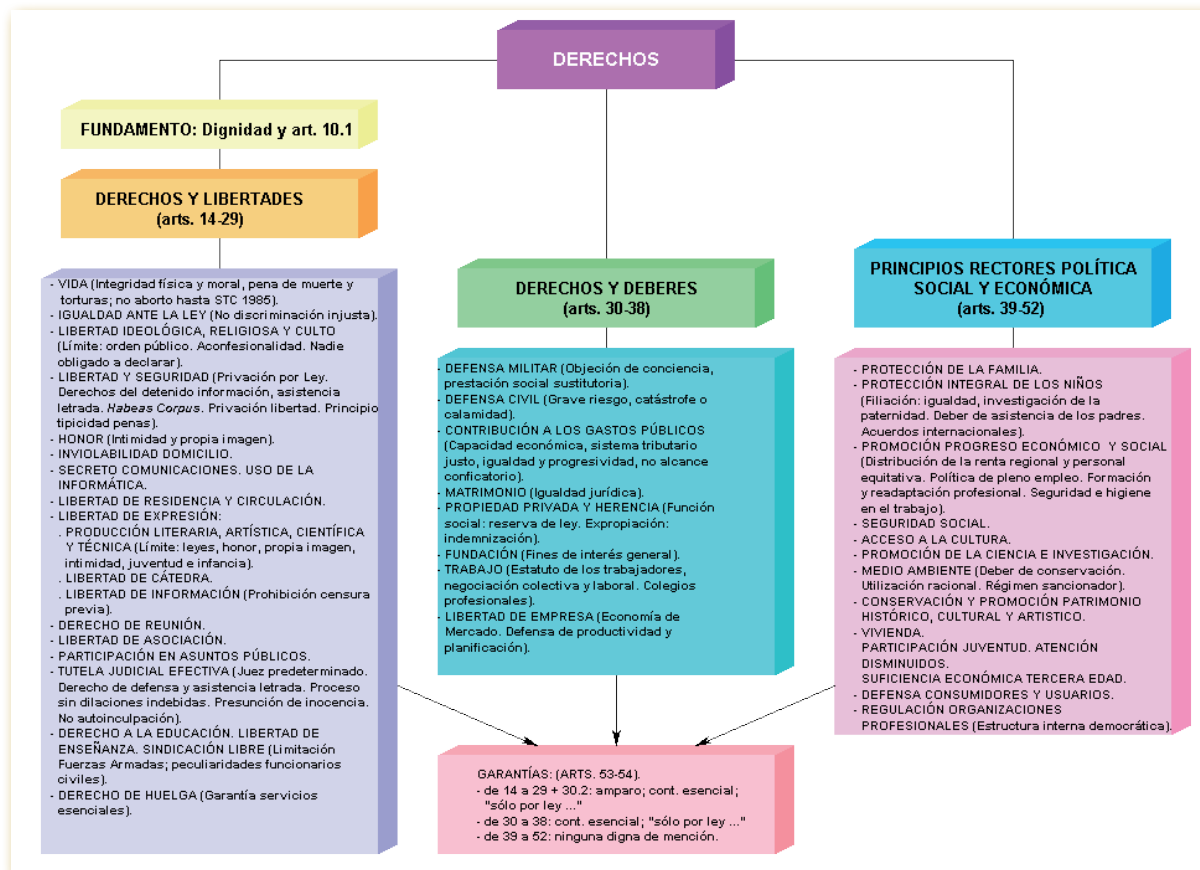 DERECHOS
FUNDAMENTO: Dignidad y art. 10.1
DERECHOS Y LIBERTADES
(arts. 14-29)
- VIDA (Integridad física y moral, pena de muerte y
torturas; no aborto hasta STC 1985).
- IGUALDAD ANTE LA LEY (No discriminación injusta).
- LIBERTAD IDEOLÓGICA, RELIGIOSA Y CULTO
(Límite: orden público. Aconfesionalidad. Nadie
obligado a declarar).
- LIBERTAD Y SEGURIDAD (Privación por Ley.
Derechos del detenido información, asistencia
letrada. Habeas Corpus. Privación libertad. Principio
tipicidad penas).
- HONOR (Intimidad y propia imagen).
- INVIOLABILIDAD DOMICILIO.
- SECRETO COMUNICACIONES. USO DE LA
INFORMÁTICA.
- LIBERTAD DE RESIDENCIA Y CIRCULACIÓN.
- LIBERTAD DE EXPRESIÓN:
. PRODUCCIÓN LITERARIA, ARTÍSTICA, CIENTÍFICA
Y TÉCNICA (Límite: leyes, honor, propia imagen,
intimidad, juventud e infancia).
. LIBERTAD DE CÁTEDRA.
. LIBERTAD DE INFORMACIÓN (Prohibición censura
previa).
- DERECHO DE REUNIÓN.
- LIBERTAD DE ASOCIACIÓN.
- PARTICIPACIÓN EN ASUNTOS PÚBLICOS.
- TUTELA JUDICIAL EFECTIVA (Juez predeterminado.
Derecho de defensa y asistencia letrada. Proceso
sin dilaciones indebidas. Presunción de inocencia.
No autoinculpación).
- DERECHO A LA EDUCACIÓN. LIBERTAD DE
ENSEÑANZA. SINDICACIÓN LIBRE (Limitación
Fuerzas Armadas; peculiaridades funcionarios
civiles).
- DERECHO DE HUELGA (Garantía servicios
esenciales).
DERECHOS Y DEBERES
(arts. 30-38)
- DEFENSA MILITAR (Objeción de conciencia,
prestación social sustitutoria).
- DEFENSA CIVIL (Grave riesgo, catástrofe o
calamidad).
- CONTRIBUCIÓN A LOS GASTOS PÚBLICOS
(Capacidad económica, sistema tributario
justo, igualdad y progresividad, no alcance
conficatorio).
- MATRIMONIO (Igualdad jurídica).
- PROPIEDAD PRIVADA Y HERENCIA (Función
social: reserva de ley. Expropiación:
indemnización).
- FUNDACIÓN (Fines de interés general).
- TRABAJO (Estatuto de los trabajadores,
negociación colectiva y laboral. Colegios
profesionales).
- LIBERTAD DE EMPRESA (Economía de
Mercado. Defensa de productividad y
planificación).
PRINCIPIOS RECTORES POLÍTICA
SOCIAL Y ECONÓMICA
(arts. 39-52)
- PROTECCIÓN DE LA FAMILIA.
- PROTECCIÓN INTEGRAL DE LOS NIÑOS
(Filiación: igualdad, investigación de la
paternidad. Deber de asistencia de los padres.
Acuerdos internacionales).
- PROMOCIÓN PROGRESO ECONÓMICO Y SOCIAL
(Distribución de la renta regional y personal
equitativa. Política de pleno empleo. Formación
y readaptación profesional. Seguridad e higiene
en el trabajo).
- SEGURIDAD SOCIAL.
- ACCESO A LA CULTURA.
- PROMOCIÓN DE LA CIENCIA E INVESTIGACIÓN.
- MEDIO AMBIENTE (Deber de conservación.
Utilización racional. Régimen sancionador).
- CONSERVACIÓN Y PROMOCIÓN PATRIMONIO
HISTÓRICO, CULTURAL Y ARTISTICO.
- VIVIENDA.
PARTICIPACIÓN JUVENTUD. ATENCIÓN
DISMINUIDOS.
SUFICIENCIA ECONÓMICA TERCERA EDAD.
- DEFENSA CONSUMIDORES Y USUARIOS.
- REGULACIÓN ORGANIZACIONES
PROFESIONALES (Estructura interna democrática).
GARANTÍAS: (ARTS. 53-54).
- de 14 a 29 + 30.2: amparo; cont. esencial;
"sólo por ley ..."
- de 30 a 38: cont. esencial; "sólo por ley ..."
- de 39 a 52: ninguna digna de mención.